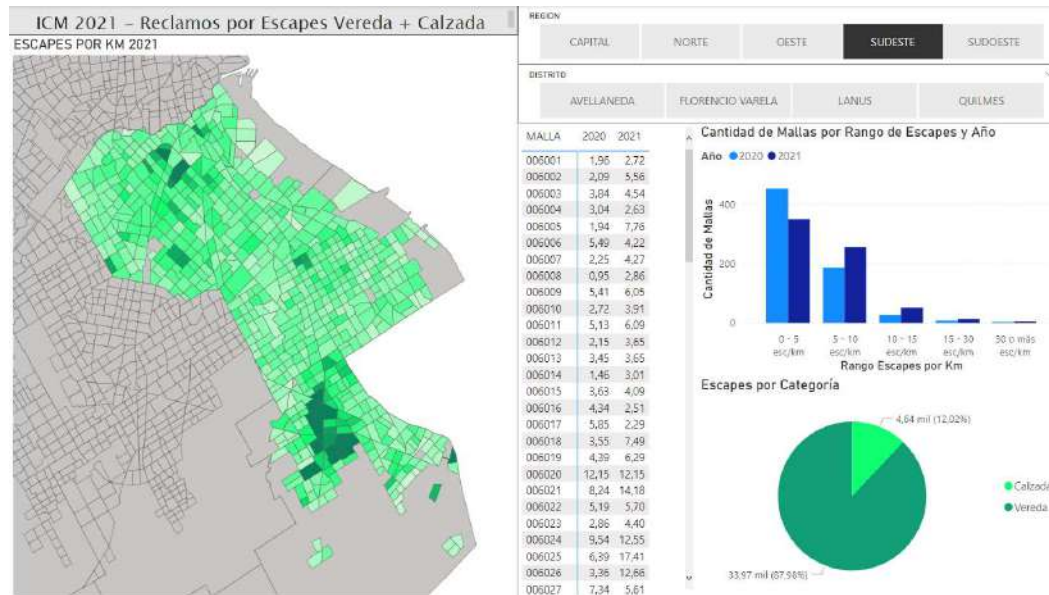 ICM 2021 – Reclamos por Escapes Vereda + Calzada
ESCAPES POR KM 2021
REGION
CAPITAL NORTE OESTE SUDESTE SUDOESTE
DISTRITO
AVELLANEDA FLORENCIO VARELA LANUS QUILMES
MALLA 2020 2021
006001 1,96 2,72
006002 2,09 5,56
006003 3,84 4,54
006004 3,04 2,63
006005 1,94 7,76
006006 5,49 4,22
006007 2,25 4,27
006008 0,95 2,86
006009 5,41 6,05
006010 2,72 3,91
006011 5,13 6,09
006012 2,15 3,65
006013 3,45 3,65
006014 1,46 3,01
006015 3,63 4,09
006016 4,34 2,51
006017 5,85 2,29
006018 3,55 7,49
006019 4,39 6,29
006020 12,15 12,15
006021 8,24 14,18
006022 5,19 5,70
006023 2,86 4,40
006024 9,54 12,55
006025 6,39 17,41
006026 3,36 12,66
006027 7,34 5,61
Cantidad de Mallas por Rango de Escapes y Año
Año 2020 2021
Cantidad de Mallas
400
200
0
0 - 5 esc/km
5 - 10 esc/km
10 - 15 esc/km
15 - 30 esc/km
30 o más esc/km
Rango Escapes por Km
Escapes por Categoría
4,64 mil (12,02%)
Calzada
Vereda
33,97 mil (87,98%)